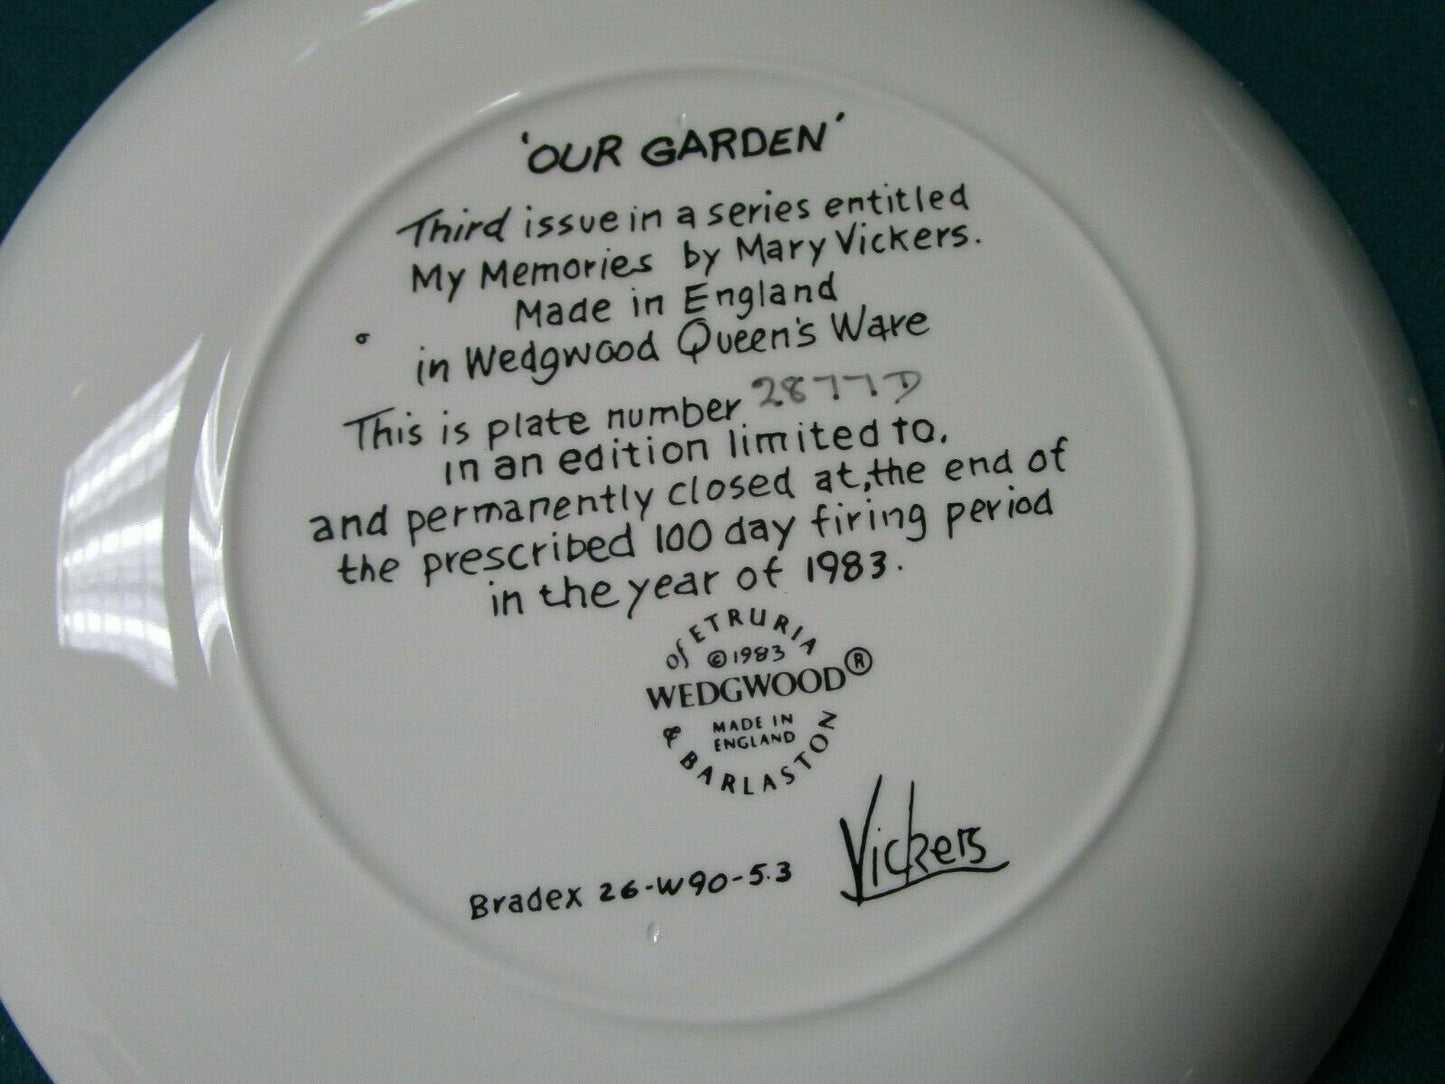 'OUR GARDEN'
Third issue in a series entitled
My Memories by Mary Vickers.
Made in England
in Wedgwood Queen's Ware
This is plate number 2877D
in an edition limited to,
and permanently closed at, the end of
the prescribed 100 day firing period
in the year of 1983.
of ETRURIA
©1983
WEDGWOOD®
MADE IN
ENGLAND
& BARLASTON
Vickers
Bradex 26-W90-5.3